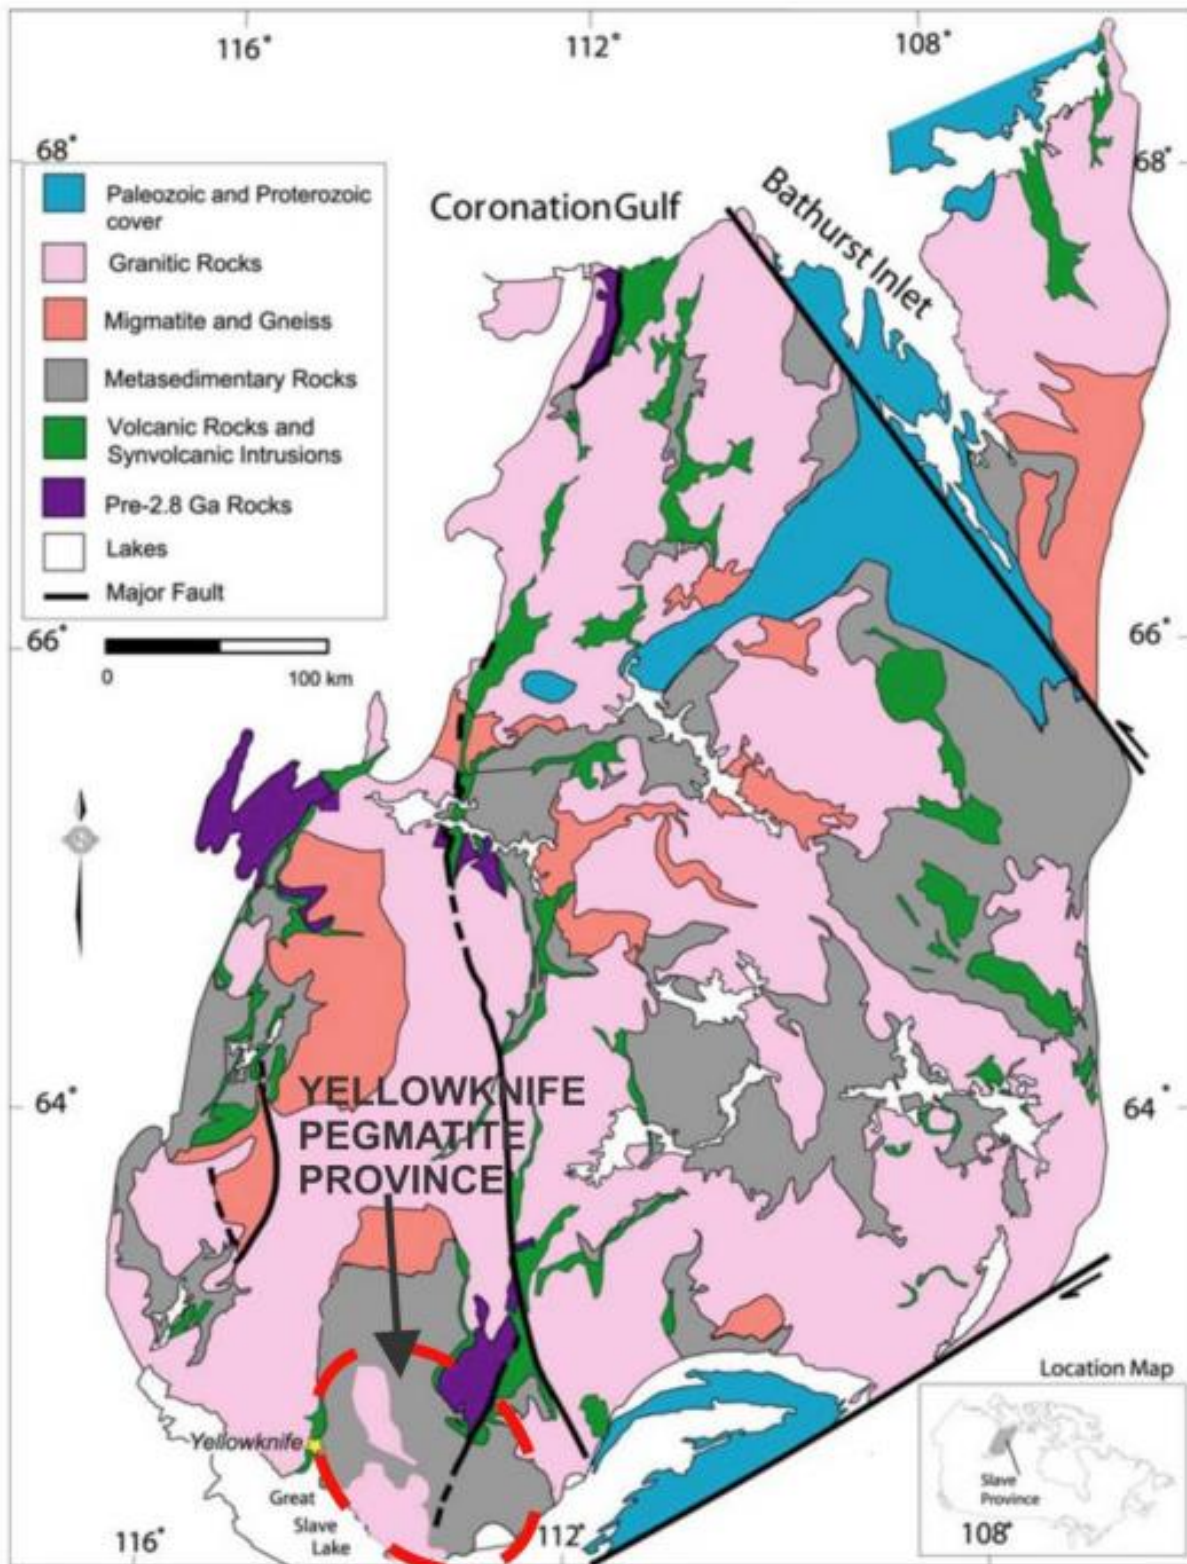 116°
112°
108°
68°
68°
Paleozoic and Proterozoic
cover
Granitic Rocks
Migmatite and Gneiss
Metasedimentary Rocks
Volcanic Rocks and
Synvolcanic Intrusions
Pre-2.8 Ga Rocks
Lakes
Major Fault
Coronation Gulf
Bathurst Inlet
66°
66°
0
100 km
64°
64°
YELLOWKNIFE
PEGMATITE
PROVINCE
Location Map
Yellowknife
Great
Slave
Lake
Slave
Province
116°
112°
108°